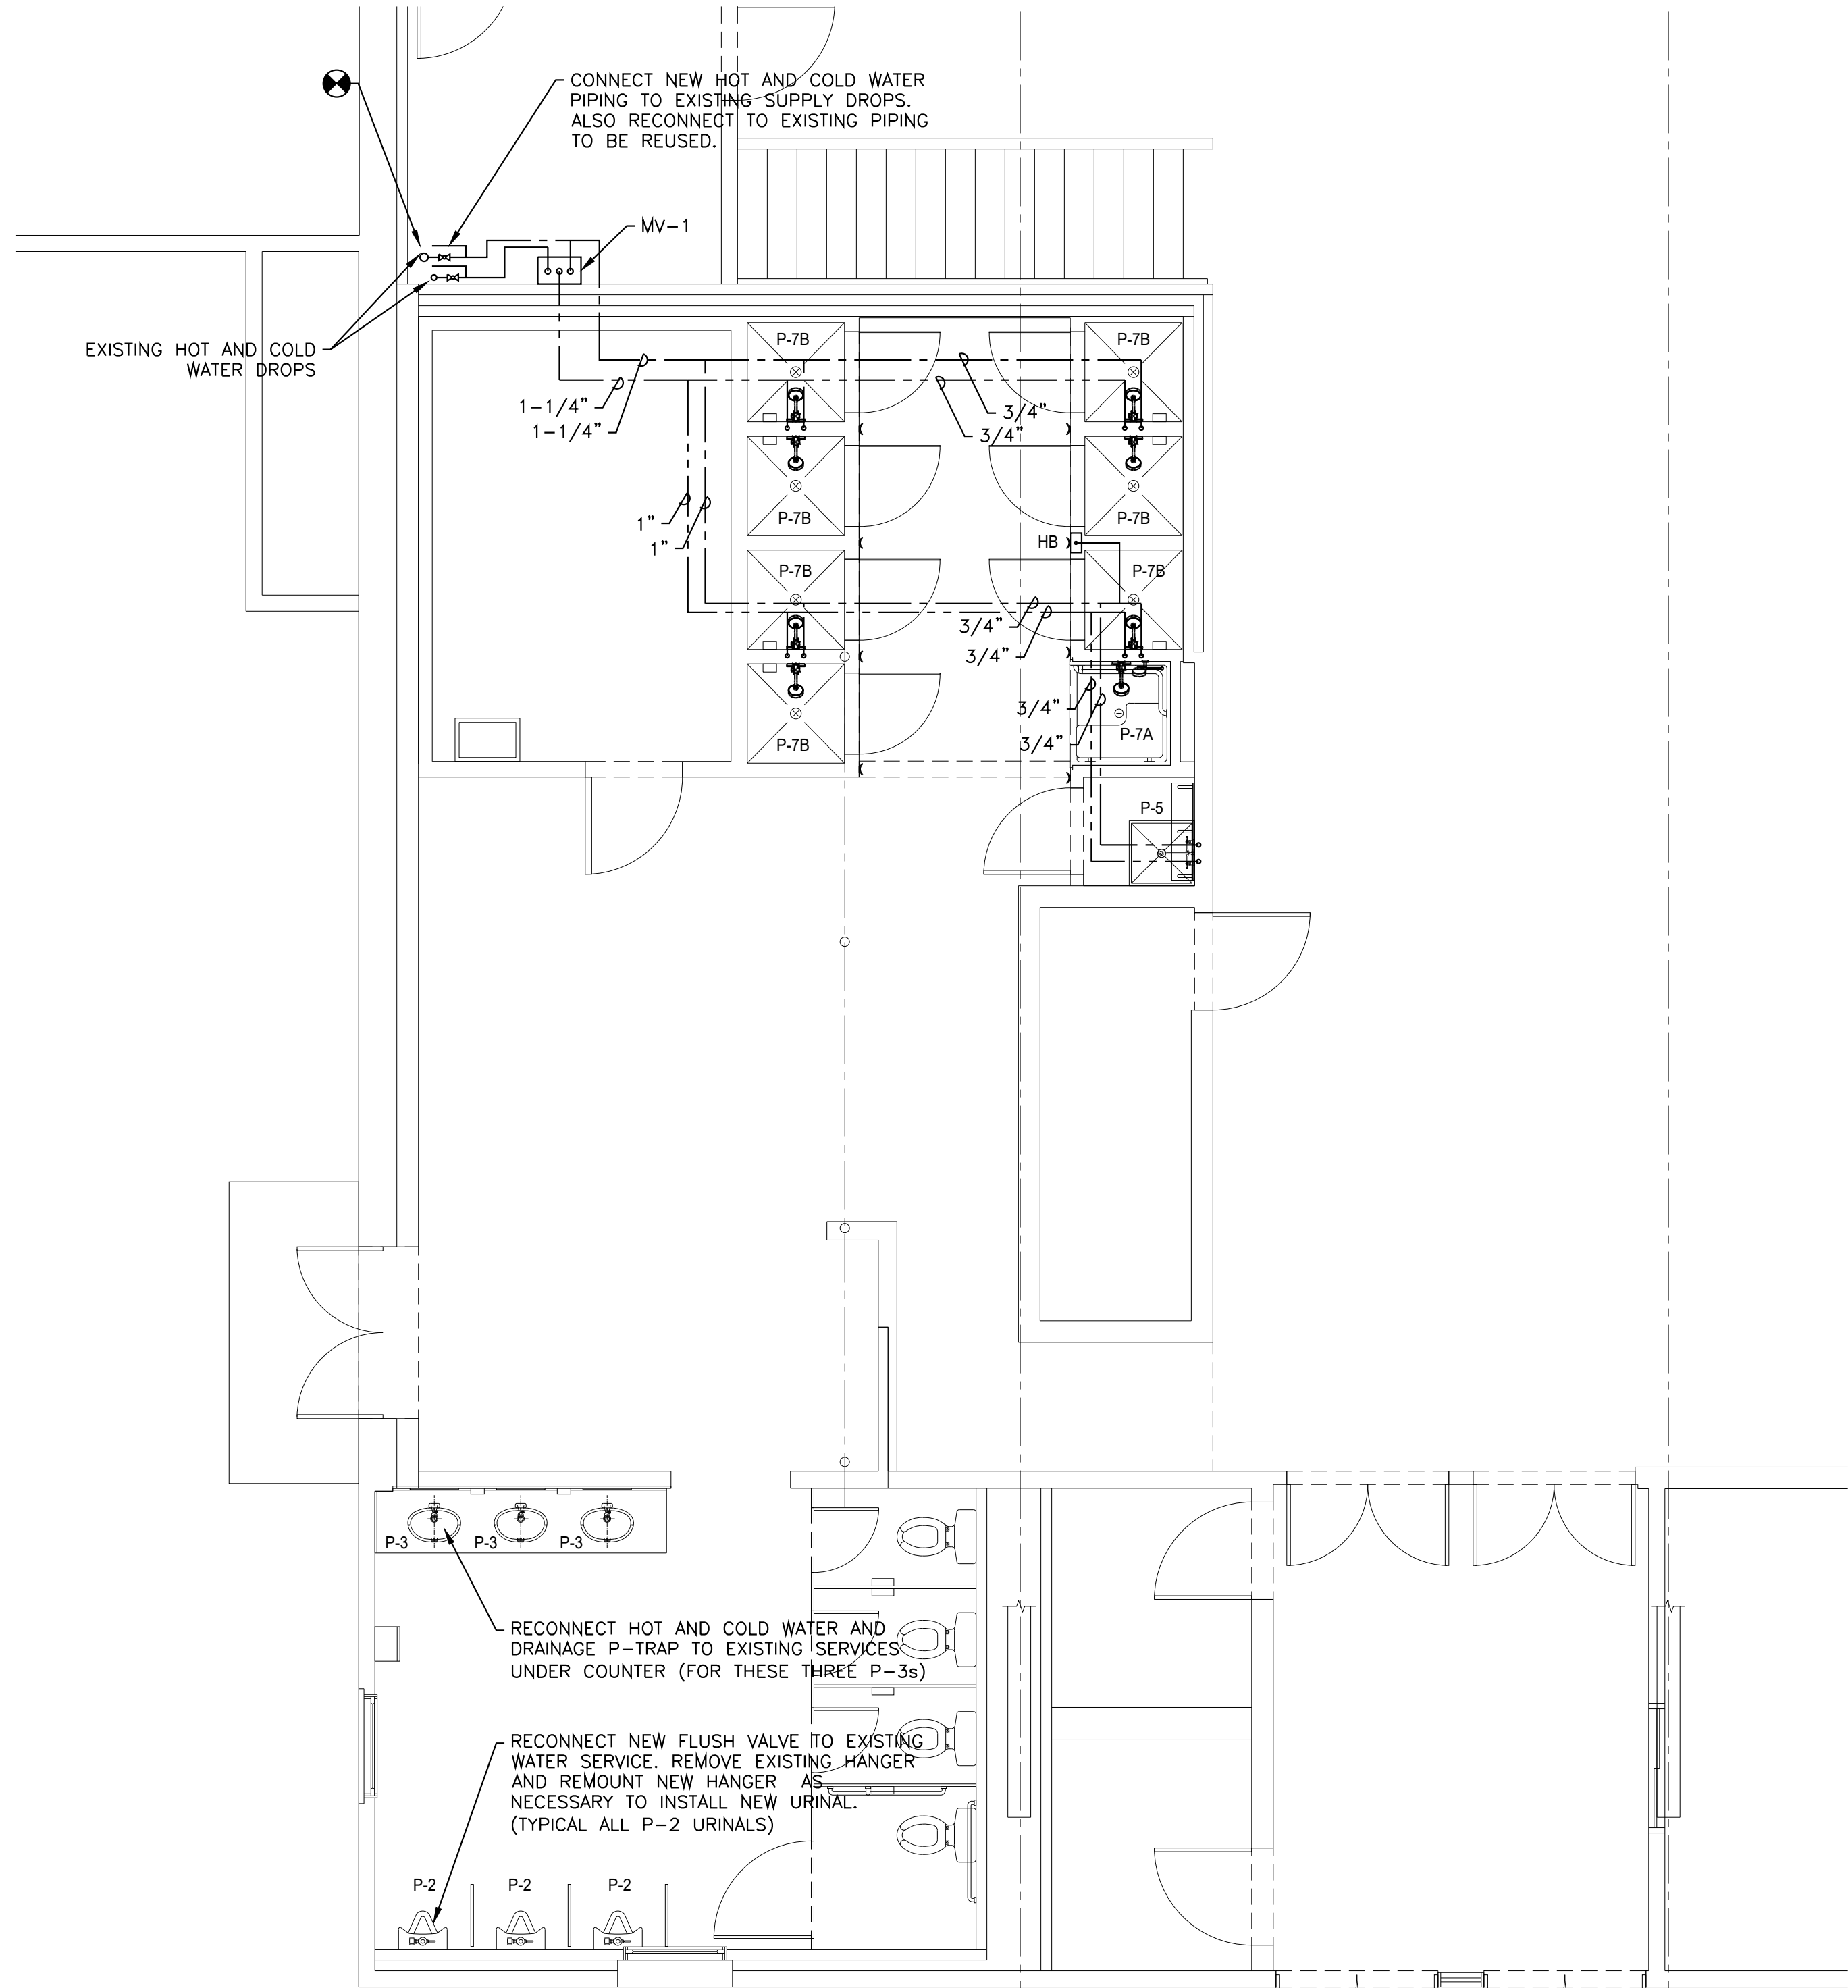 CONNECT NEW HOT AND COLD WATER
PIPING TO EXISTING SUPPLY DROPS.
ALSO RECONNECT TO EXISTING PIPING
TO BE REUSED.
MV-1
EXISTING HOT AND COLD
WATER DROPS
P-7B
P-7B
1-1/4"
1-1/4"
3/4"
3/4"
1"
1"
P-7B
P-7B
HB
P-7B
P-7B
3/4"
3/4"
3/4"
3/4"
P-7B
P-7A
P-5
P-3
P-3
P-3
RECONNECT HOT AND COLD WATER AND
DRAINAGE P-TRAP TO EXISTING SERVICES
UNDER COUNTER (FOR THESE THREE P-3s)
RECONNECT NEW FLUSH VALVE TO EXISTING
WATER SERVICE. REMOVE EXISTING HANGER
AND REMOUNT NEW HANGER AS
NECESSARY TO INSTALL NEW URINAL.
(TYPICAL ALL P-2 URINALS)
P-2
P-2
P-2